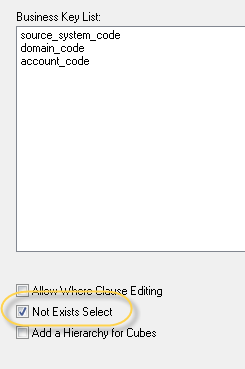 Business Key List:
source_system_code
domain_code
account_code
Allow Where Clause Editing
Not Exists Select
Add a Hierarchy for Cubes